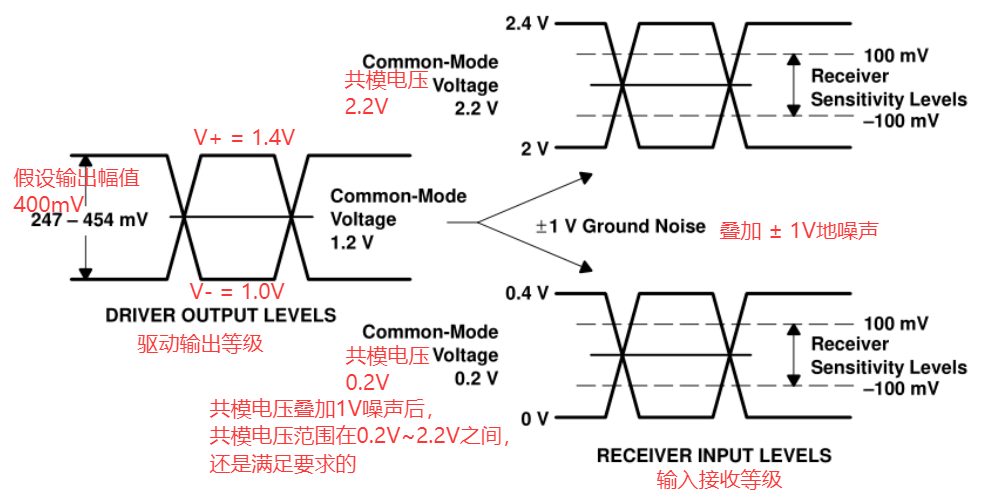 2.4 V
Common-Mode
Voltage
2.2 V
共模电压
2.2V
100 mV
Receiver
Sensitivity Levels
–100 mV
2 V
V+ = 1.4V
假设输出幅值
400mV
247 – 454 mV
Common-Mode
Voltage
1.2 V
V- = 1.0V
DRIVER OUTPUT LEVELS
驱动输出等级
±1 V Ground Noise
叠加 ± 1V地噪声
0.4 V
Common-Mode
Voltage
0.2 V
共模电压
0.2V
100 mV
Receiver
Sensitivity Levels
–100 mV
0 V
共模电压叠加1V噪声后，
共模电压范围在0.2V~2.2V之间，
还是满足要求的
RECEIVER INPUT LEVELS
输入接收等级